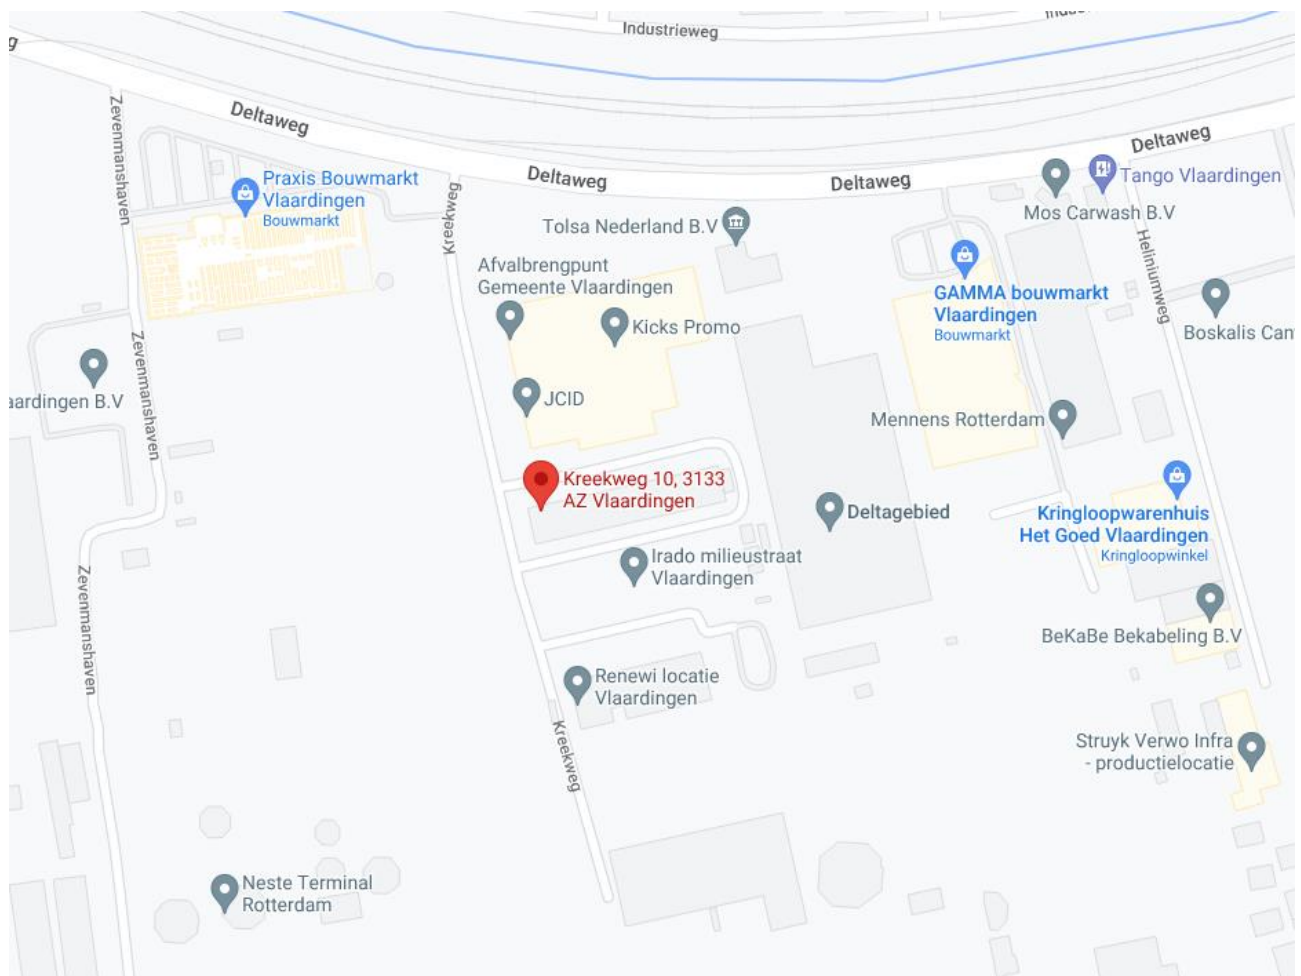 Industrieweg
Deltaweg
Zevenmanshaven
Deltaweg
Deltaweg
Deltaweg
Praxis Bouwmarkt
Vlaardingen
Bouwmarkt
Kreekweg
Tango Vlaardingen
Mos Carwash B.V
Tolsa Nederland B.V
Heliniumweg
Afvalbrengpunt
Gemeente Vlaardingen
GAMMA bouwmarkt
Vlaardingen
Bouwmarkt
Kicks Promo
Boskalis Can
Zevenmanshaven
aardingen B.V
JCID
Mennens Rotterdam
Kreekweg 10, 3133
AZ Vlaardingen
Deltagebied
Kringloopwarenhuis
Het Goed Vlaardingen
Kringloopwinkel
Irado milieustraat
Vlaardingen
Zevenmanshaven
BeKaBe Bekabeling B.V
Renewi locatie
Vlaardingen
Kreekweg
Struyk Verwo Infra
- productielocatie
Neste Terminal
Rotterdam